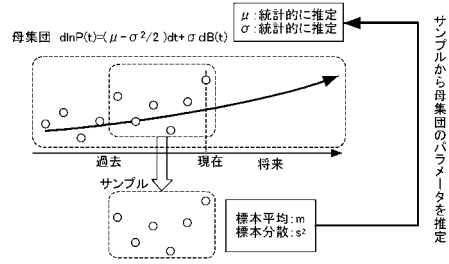 μ：統計的に推定
σ：統計的に推定
母集団 dlnP(t)=(μ−σ²/2)dt+σdB(t)
過去
現在
将来
サンプル
標本平均：m
標本分散：s²
サンプルから母集団のパラメータを推定